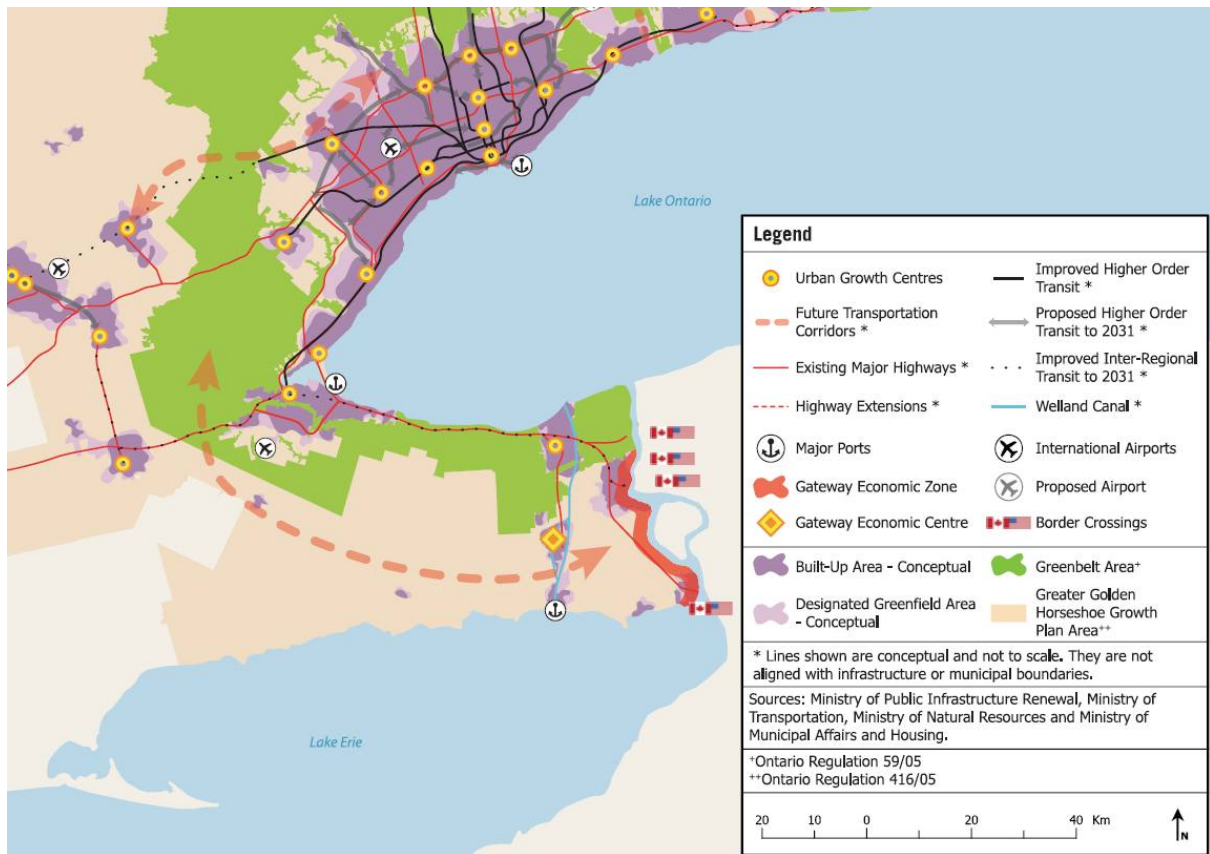 Lake Ontario
Lake Erie
Legend
Urban Growth Centres
Future Transportation
Corridors *
Existing Major Highways *
Highway Extensions *
Major Ports
Gateway Economic Zone
Gateway Economic Centre
Improved Higher Order
Transit *
Proposed Higher Order
Transit to 2031 *
Improved Inter-Regional
Transit to 2031 *
Welland Canal *
International Airports
Proposed Airport
Border Crossings
Built-Up Area - Conceptual
Designated Greenfield Area
- Conceptual
Greenbelt Area+
Greater Golden
Horseshoe Growth
Plan Area++
* Lines shown are conceptual and not to scale. They are not
aligned with infrastructure or municipal boundaries.
Sources: Ministry of Public Infrastructure Renewal, Ministry of
Transportation, Ministry of Natural Resources and Ministry of
Municipal Affairs and Housing.
+Ontario Regulation 59/05
++Ontario Regulation 416/05
20 10 0 20 40 Km
N